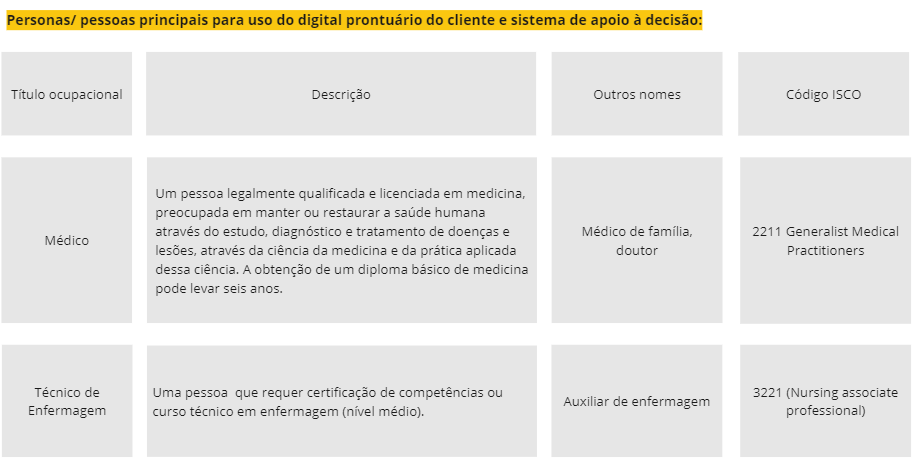 Personas/ pessoas principais para uso do digital prontuário do cliente e sistema de apoio à decisão:
Título ocupacional
Descrição
Outros nomes
Código ISCO
Médico
Um pessoa legalmente qualificada e licenciada em medicina,
preocupada em manter ou restaurar a saúde humana
através do estudo, diagnóstico e tratamento de doenças e
lesões, através da ciência da medicina e da prática aplicada
dessa ciência. A obtenção de um diploma básico de medicina
pode levar seis anos.
Médico de família,
doutor
2211 Generalist Medical
Practitioners
Técnico de
Enfermagem
Uma pessoa  que requer certificação de competências ou
curso técnico em enfermagem (nível médio).
Auxiliar de enfermagem
3221 (Nursing associate
professional)